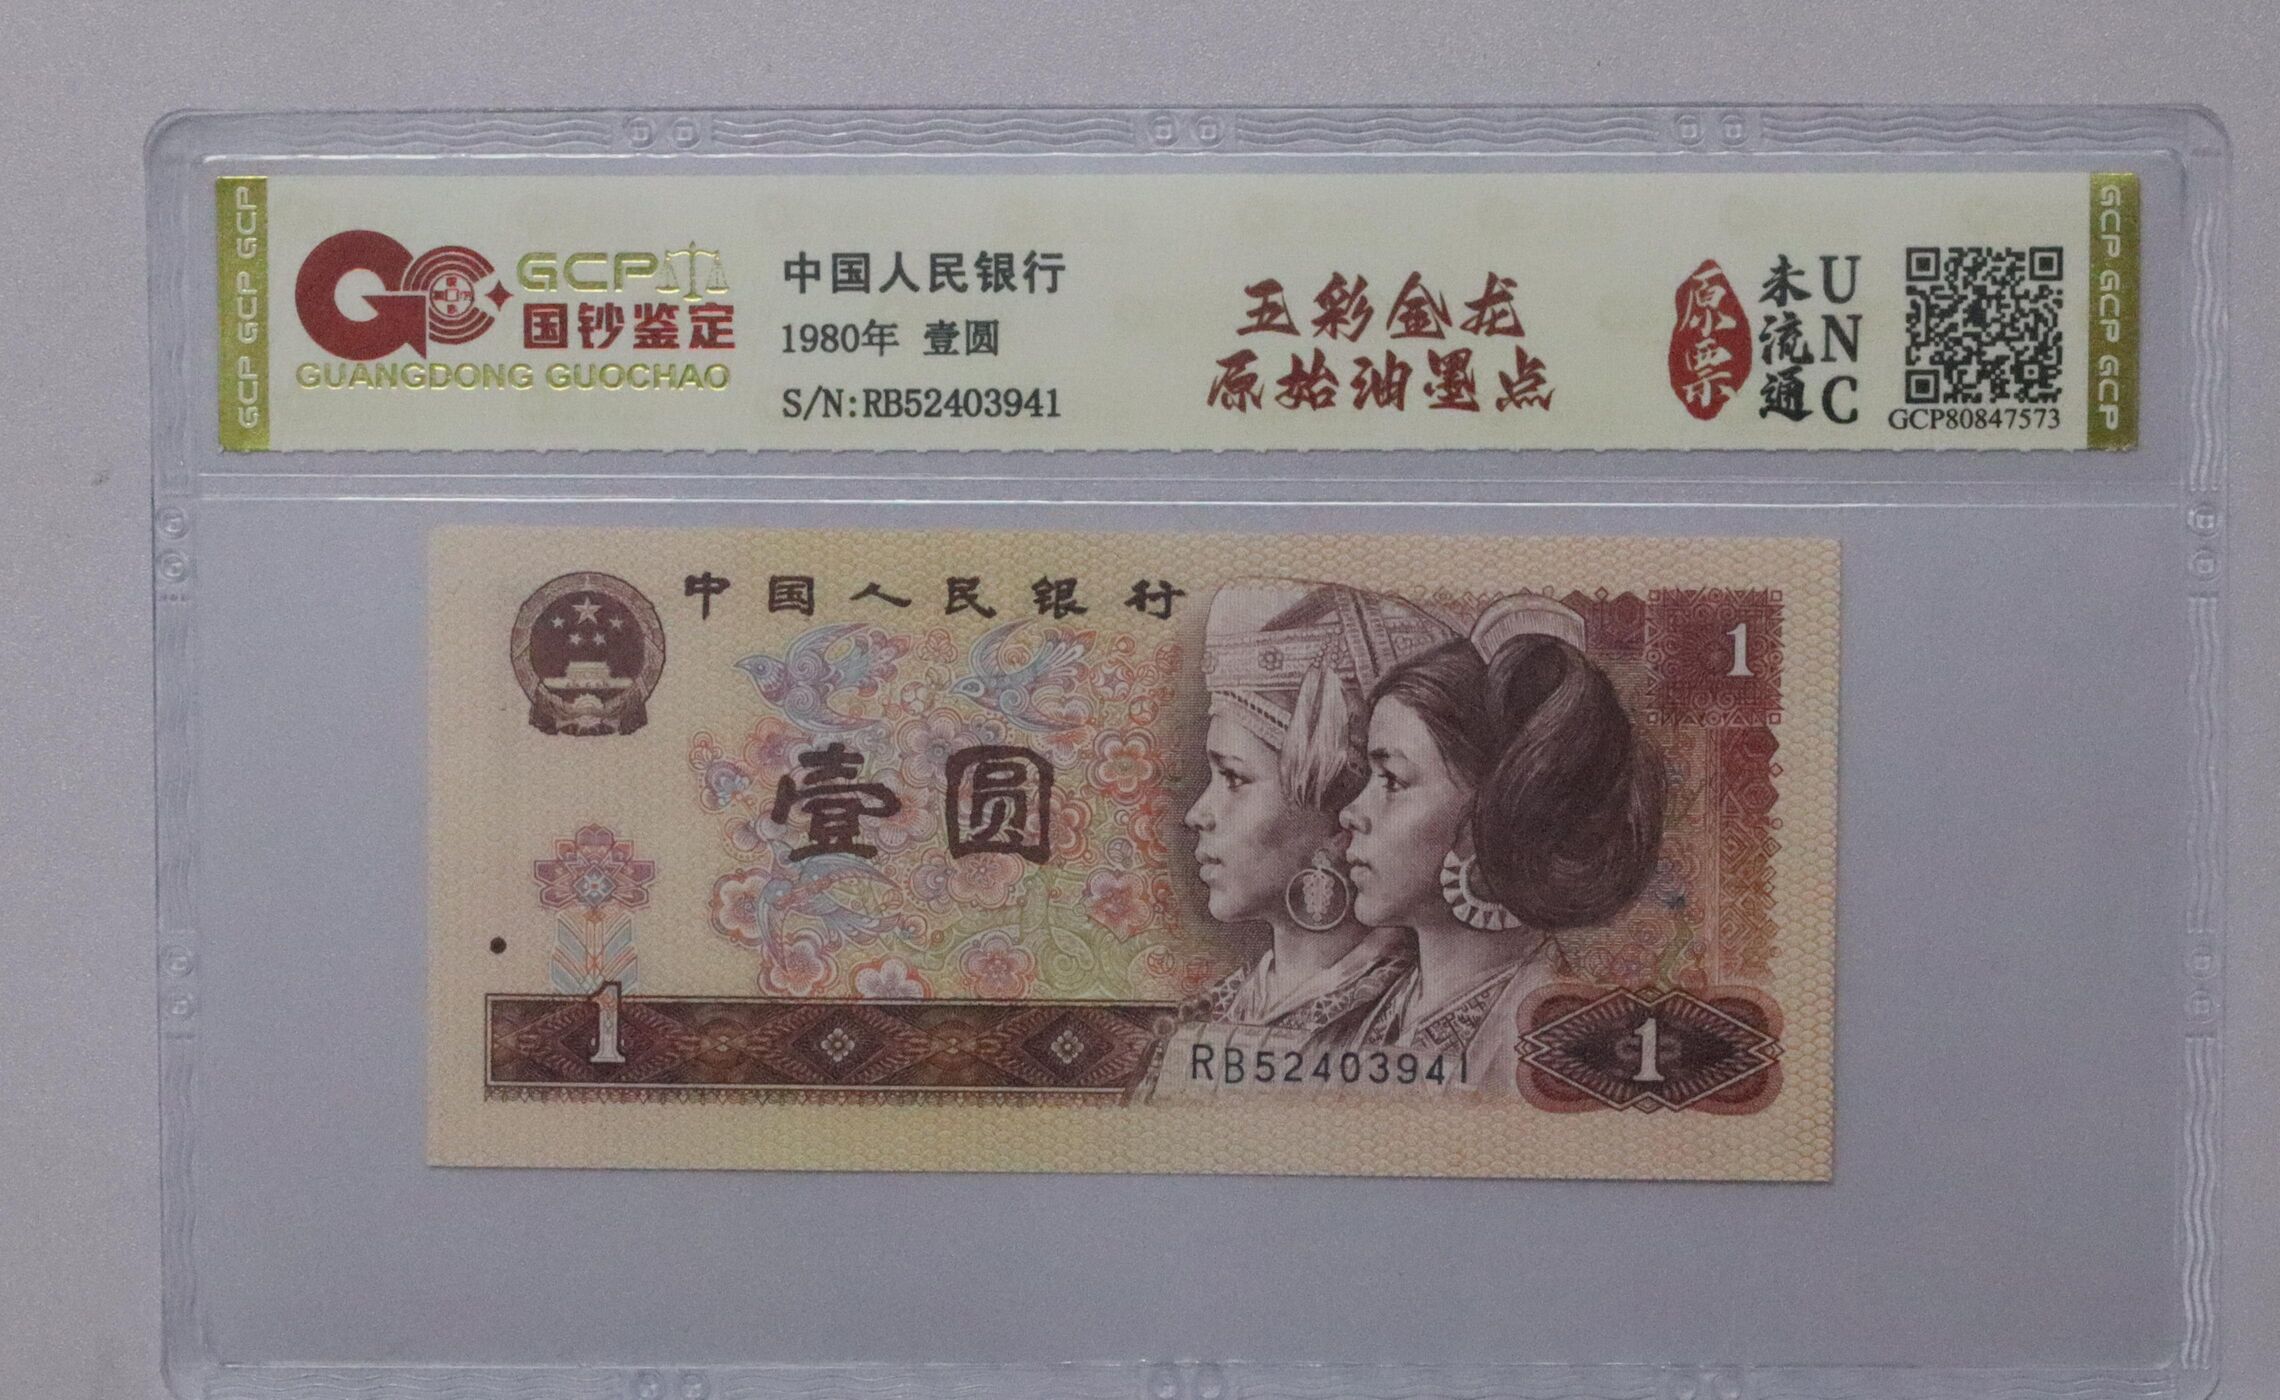 GCP GCP GCP
GCP
国钞鉴定
GUANGDONG GUOCHAO
中国人民银行
1980年 壹圆
S/N:RB52403941
五彩金龙
原始油墨点
原票
未流通
UNC
GCP80847573
GCP GCP GCP
中国人民银行
1
壹圆
1
RB52403941
1